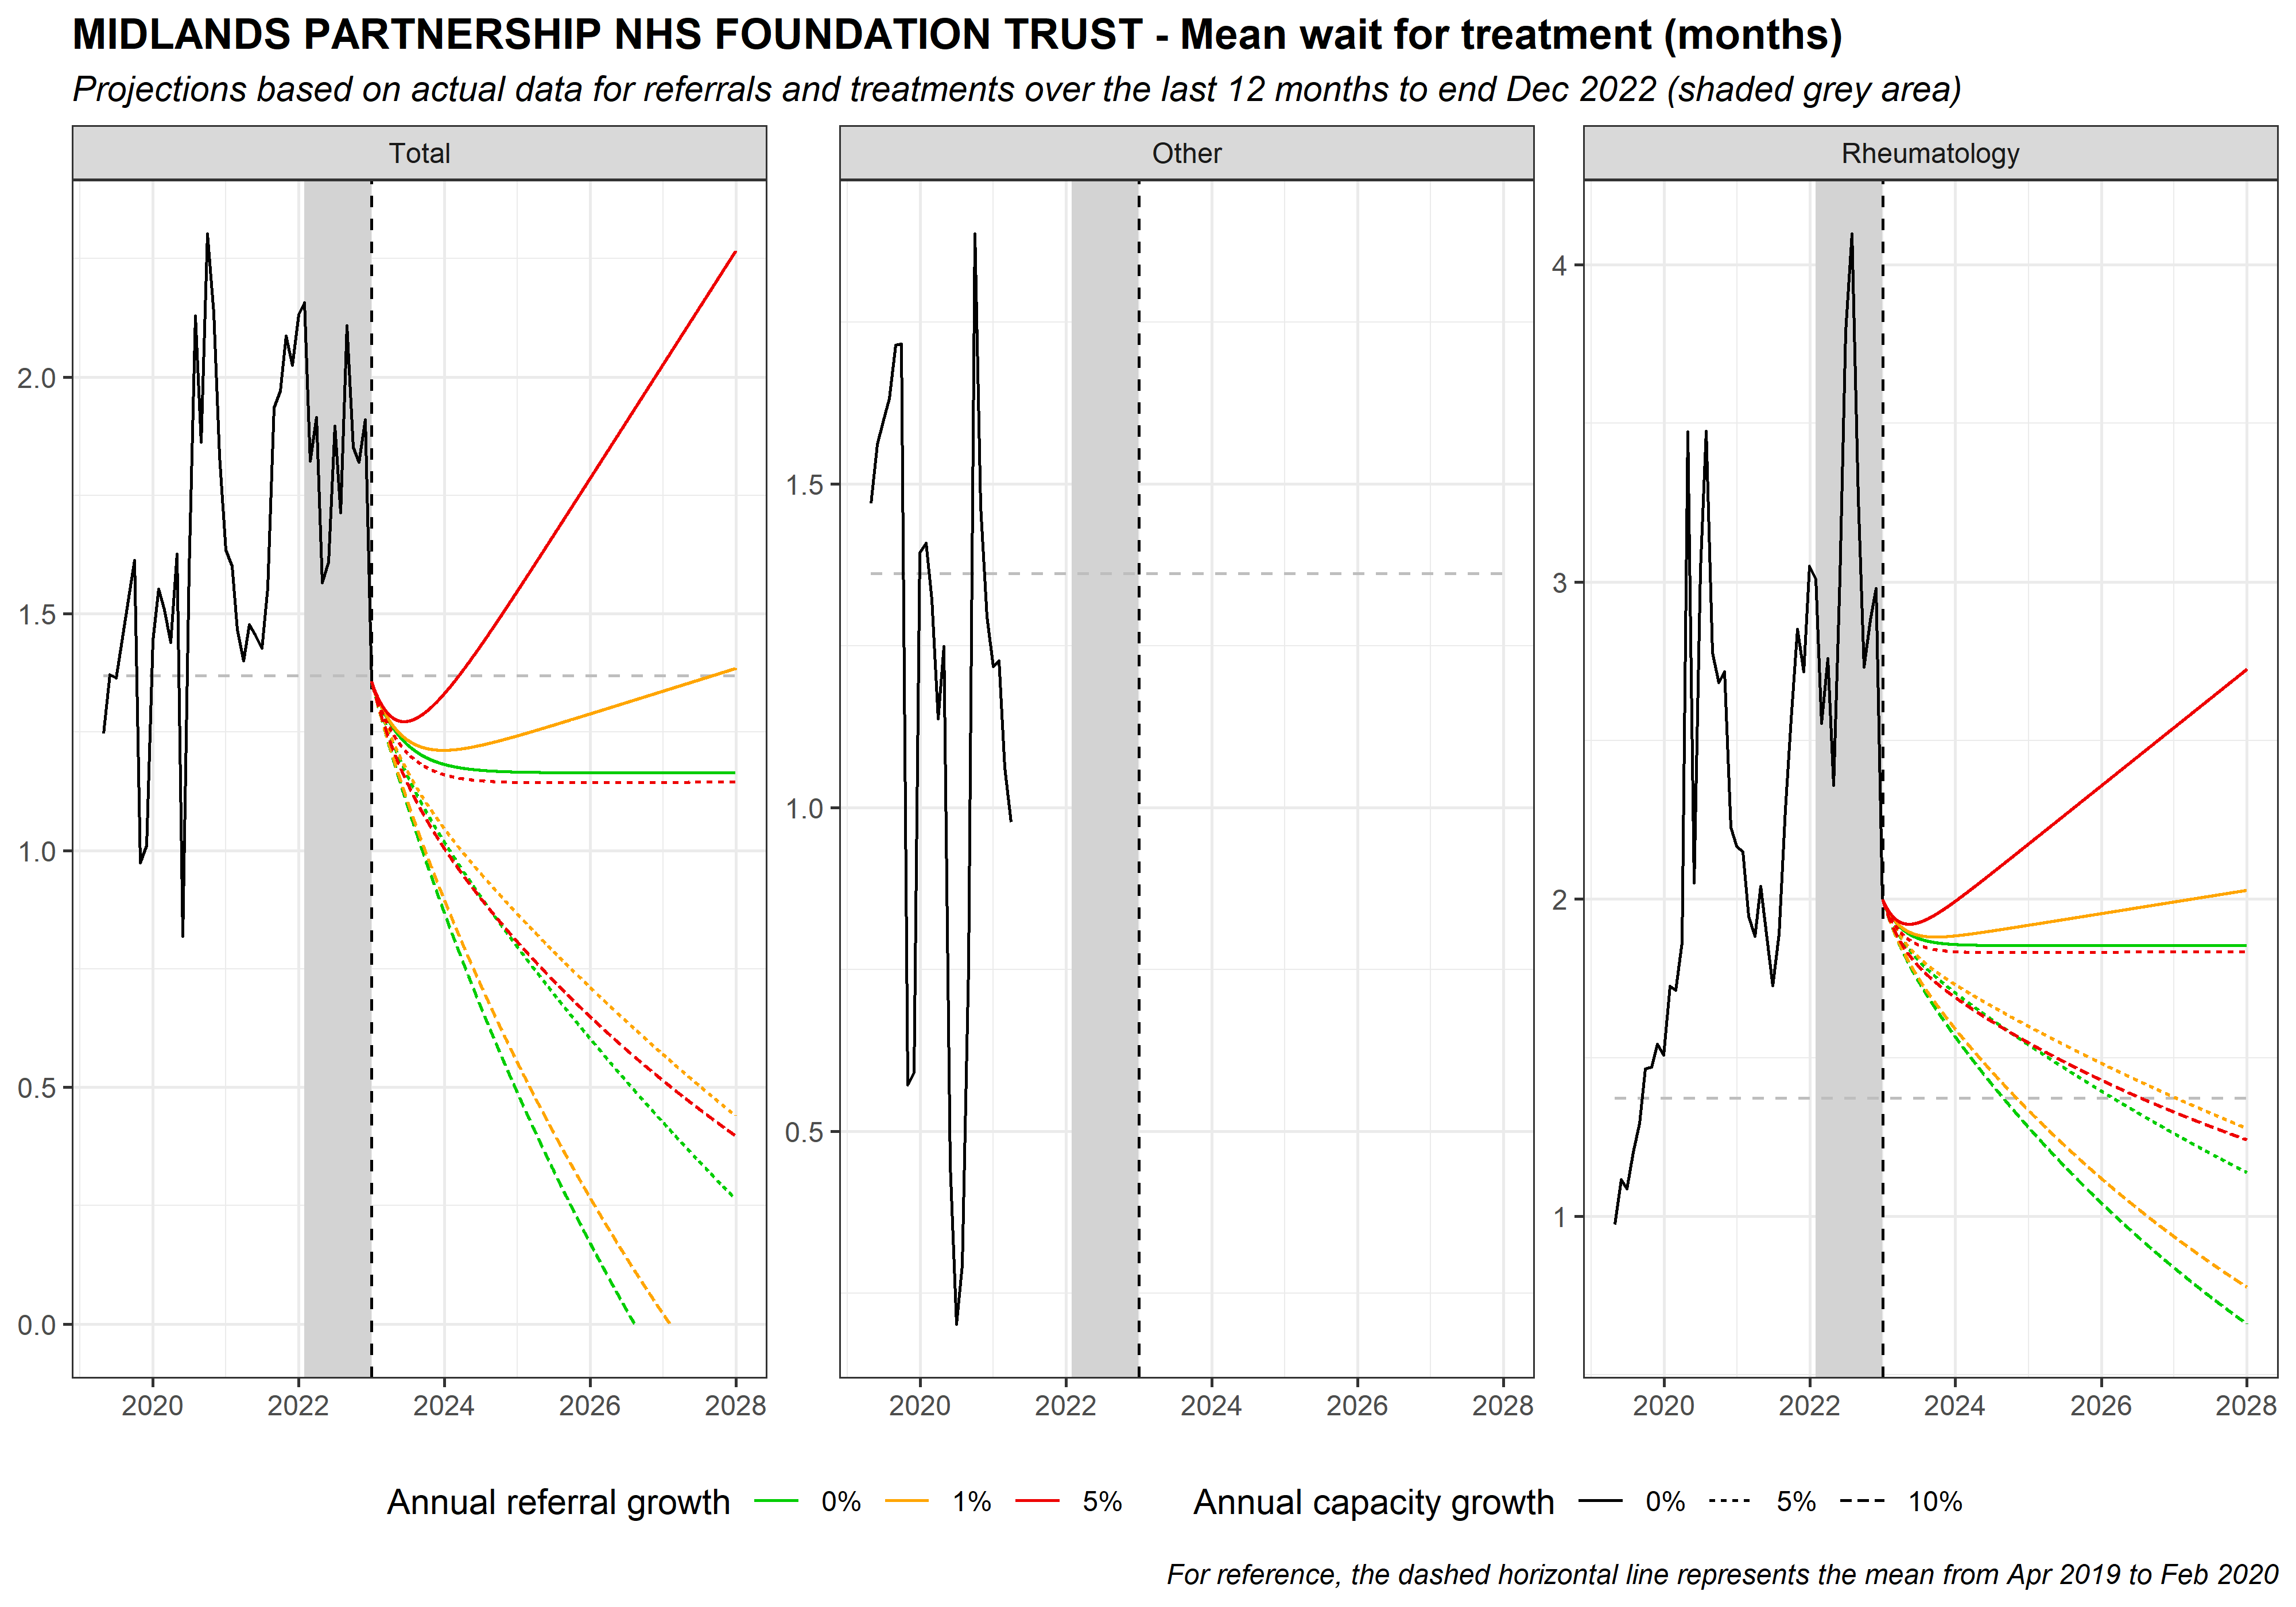 MIDLANDS PARTNERSHIP NHS FOUNDATION TRUST - Mean wait for treatment (months)
Projections based on actual data for referrals and treatments over the last 12 months to end Dec 2022 (shaded grey area)
Total
Other
Rheumatology
2.0
1.5
1.0
0.5
0.0
1.5
1.0
0.5
4
3
2
1
2020 2022 2024 2026 2028
2020 2022 2024 2026 2028
2020 2022 2024 2026 2028
Annual referral growth 0% 1% 5% Annual capacity growth 0% 5% 10%
For reference, the dashed horizontal line represents the mean from Apr 2019 to Feb 2020